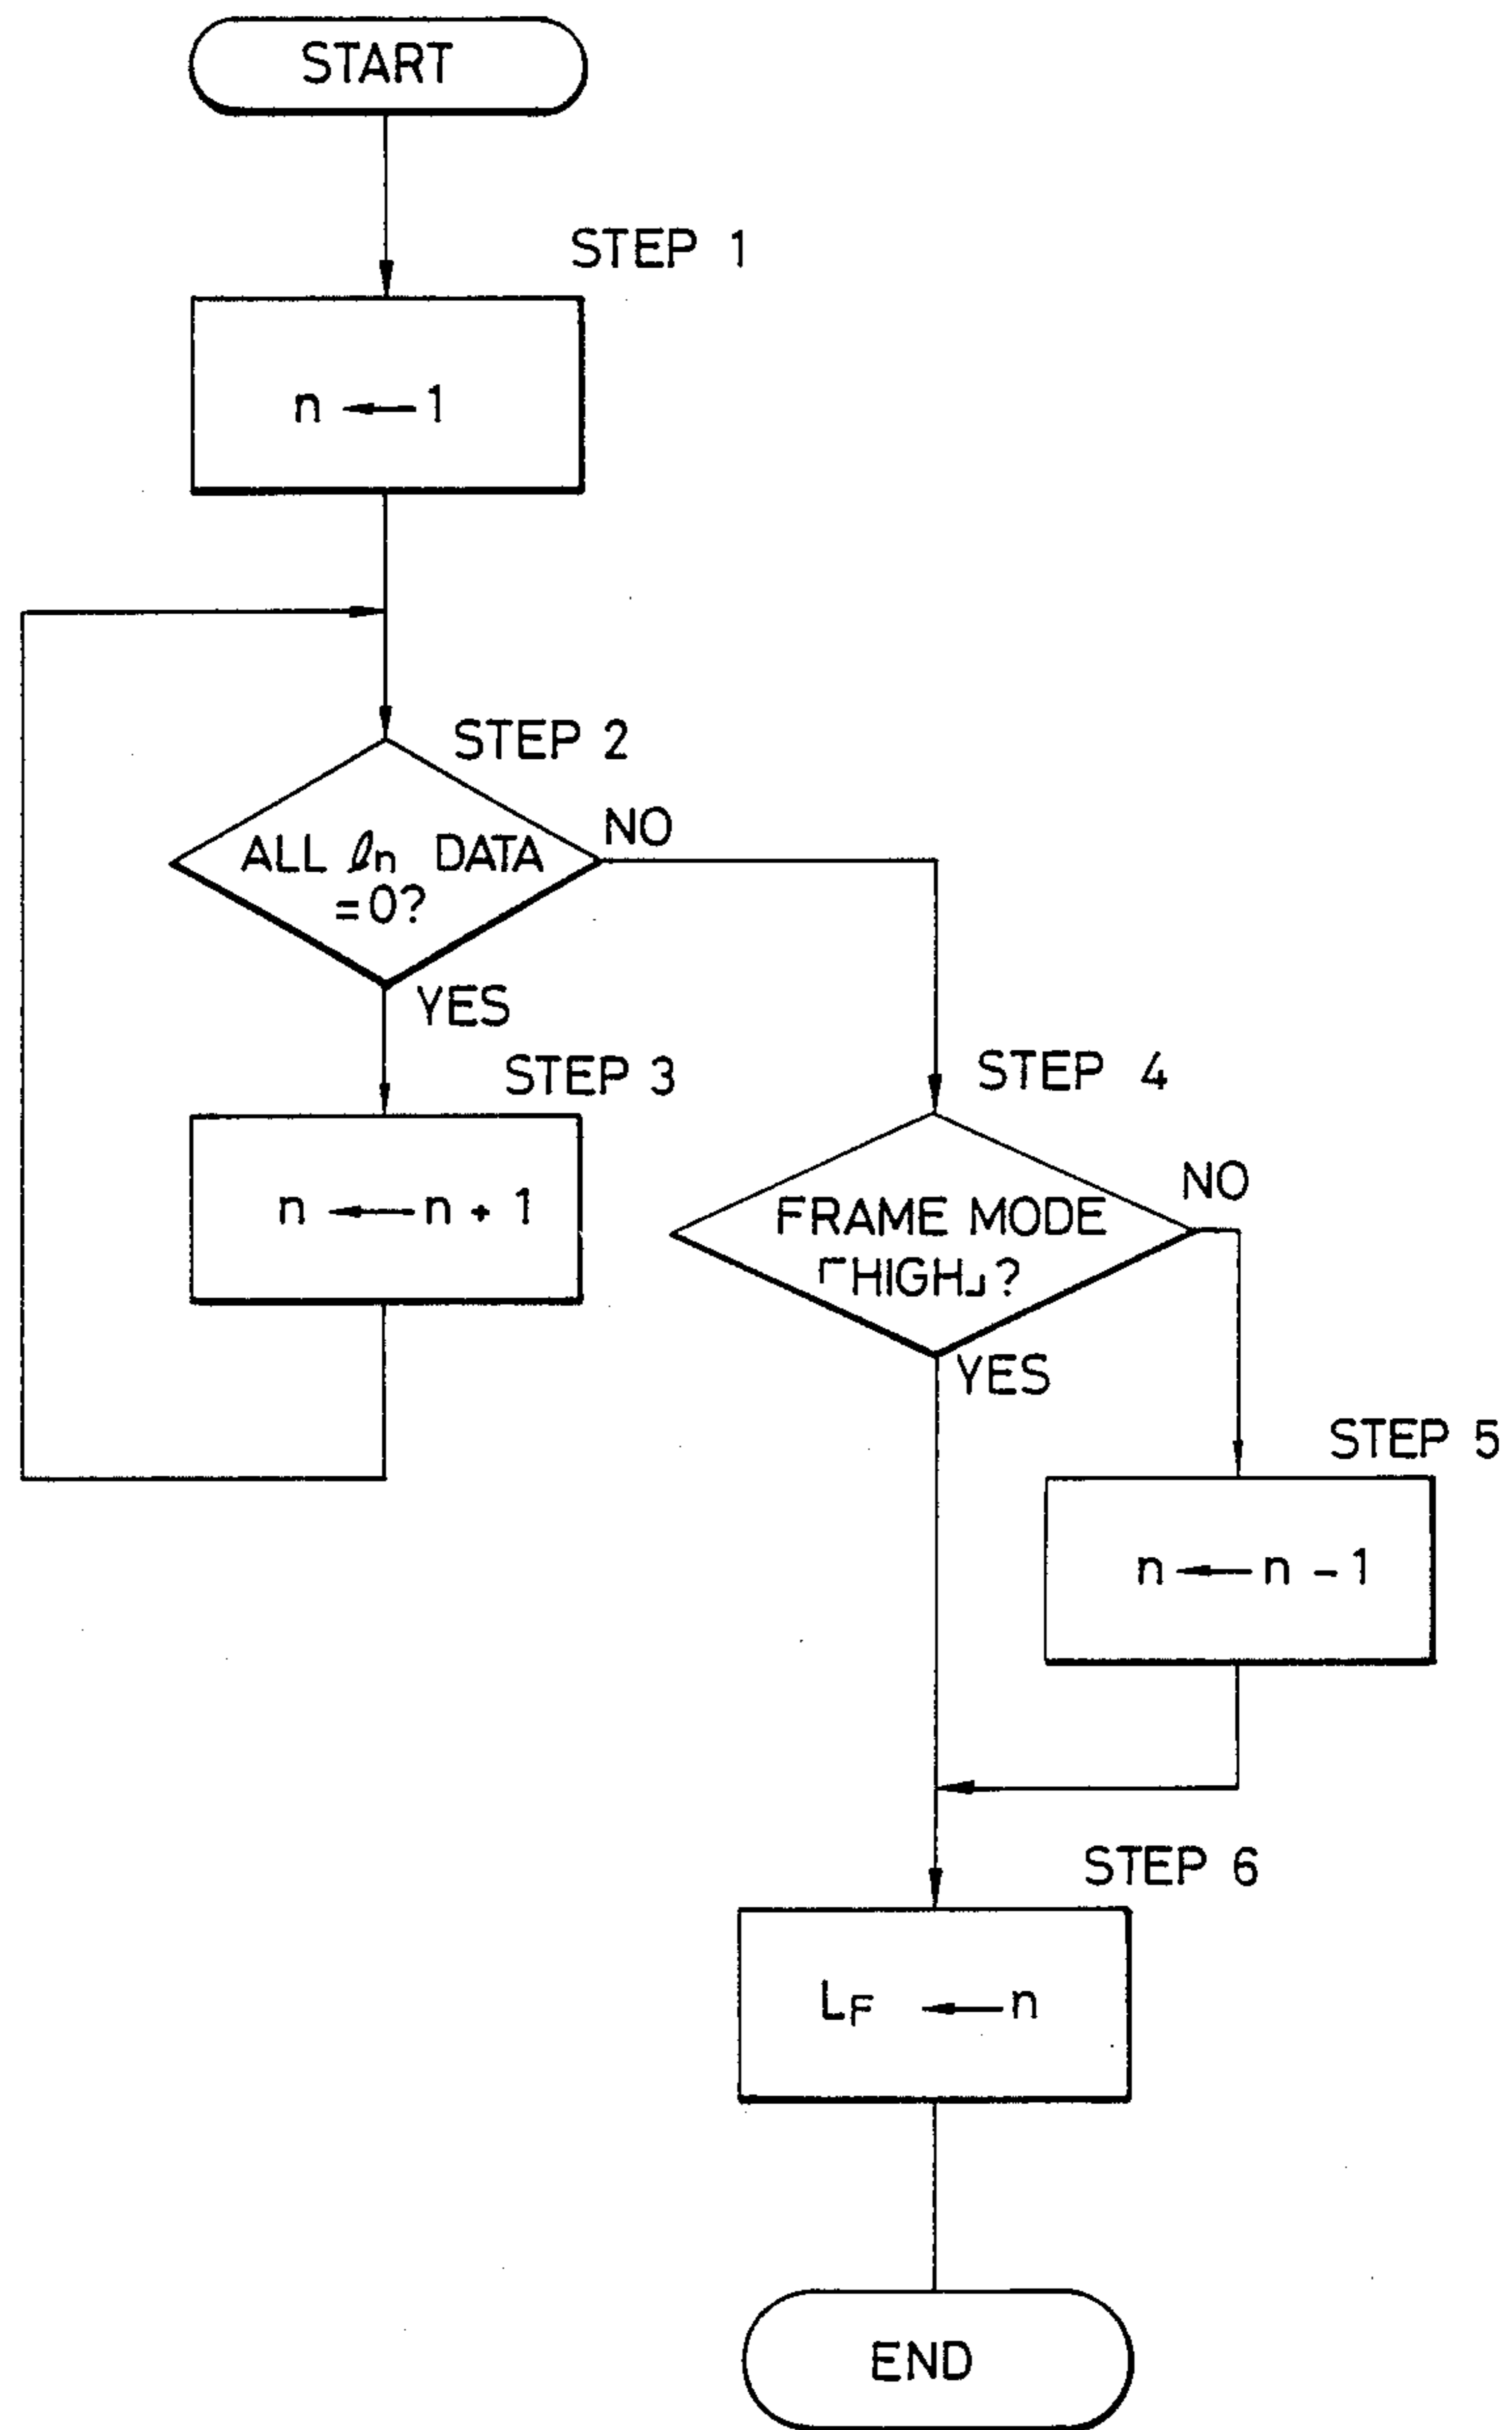 START
STEP 1
n ← 1
STEP 2
NO
ALL ℓn DATA
=0?
YES
STEP 3
n ← n + 1
STEP 4
NO
FRAME MODE
「HIGH」?
YES
STEP 5
n ← n - 1
STEP 6
LF ← n
END